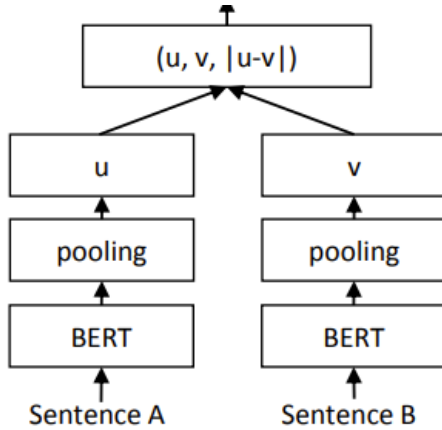 (u, v, |u-v|)
u v
pooling pooling
BERT BERT
Sentence A Sentence B